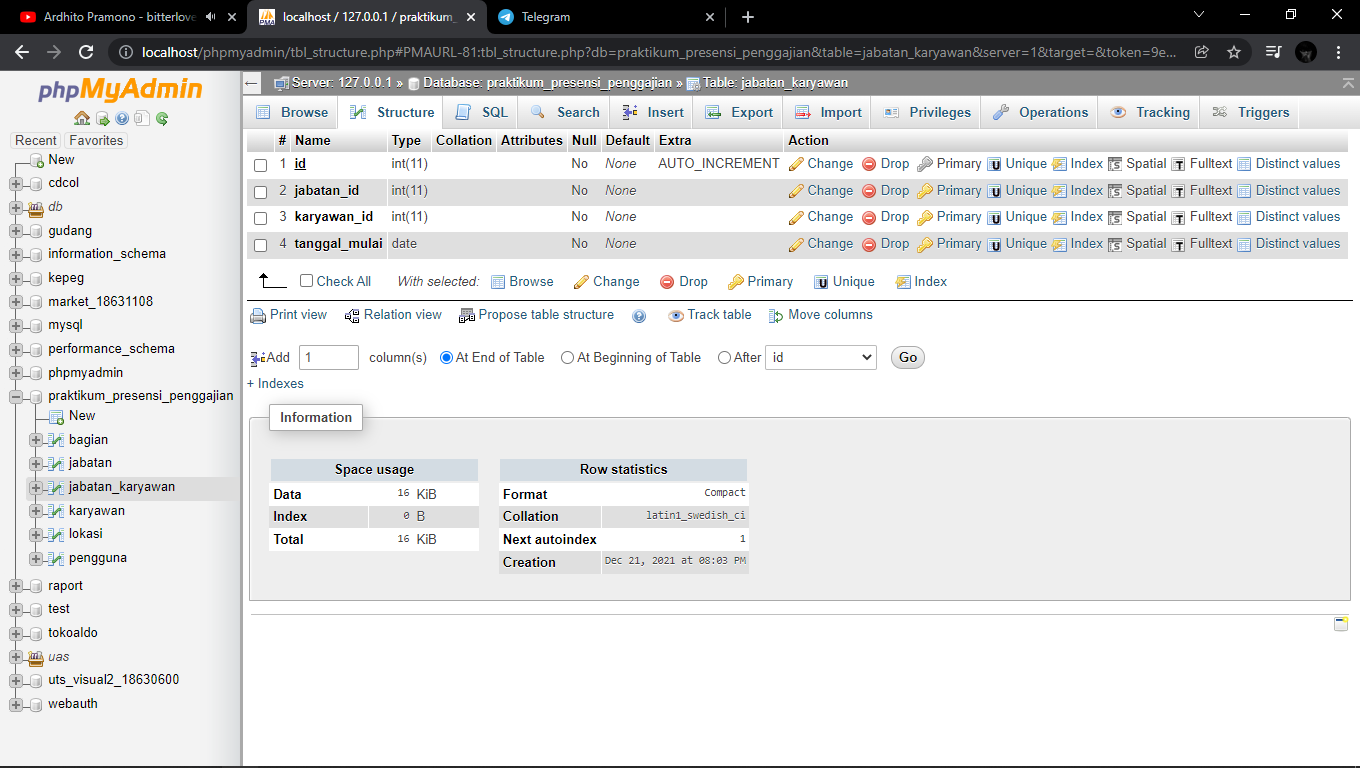 Ardhito Pramono - bitterlove
localhost / 127.0.0.1 / praktikum_
Telegram
localhost/phpmyadmin/tbl_structure.php#PMAURL-81:tbl_structure.php?db=praktikum_presensi_penggajian&table=jabatan_karyawan&server=1&target=&token=9e...
phpMyAdmin
Recent Favorites
New
cdcol
db
gudang
information_schema
kepeg
market_18631108
mysql
performance_schema
phpmyadmin
praktikum_presensi_penggajian
New
bagian
jabatan
jabatan_karyawan
karyawan
lokasi
pengguna
raport
test
tokoaldo
uas
uts_visual2_18630600
webauth
Server: 127.0.0.1 » Database: praktikum_presensi_penggajian » Table: jabatan_karyawan
Browse Structure SQL Search Insert Export Import Privileges Operations Tracking Triggers
# Name Type Collation Attributes Null Default Extra Action
1 id int(11) No None AUTO_INCREMENT Change Drop Primary Unique Index Spatial Fulltext Distinct values
2 jabatan_id int(11) No None Change Drop Primary Unique Index Spatial Fulltext Distinct values
3 karyawan_id int(11) No None Change Drop Primary Unique Index Spatial Fulltext Distinct values
4 tanggal_mulai date No None Change Drop Primary Unique Index Spatial Fulltext Distinct values
Check All With selected: Browse Change Drop Primary Unique Index
Print view Relation view Propose table structure Track table Move columns
Add 1 column(s) At End of Table At Beginning of Table After id Go
+ Indexes
Information
Space usage
Data 16 KiB
Index 0 B
Total 16 KiB
Row statistics
Format Compact
Collation latin1_swedish_ci
Next autoindex 1
Creation Dec 21, 2021 at 08:03 PM